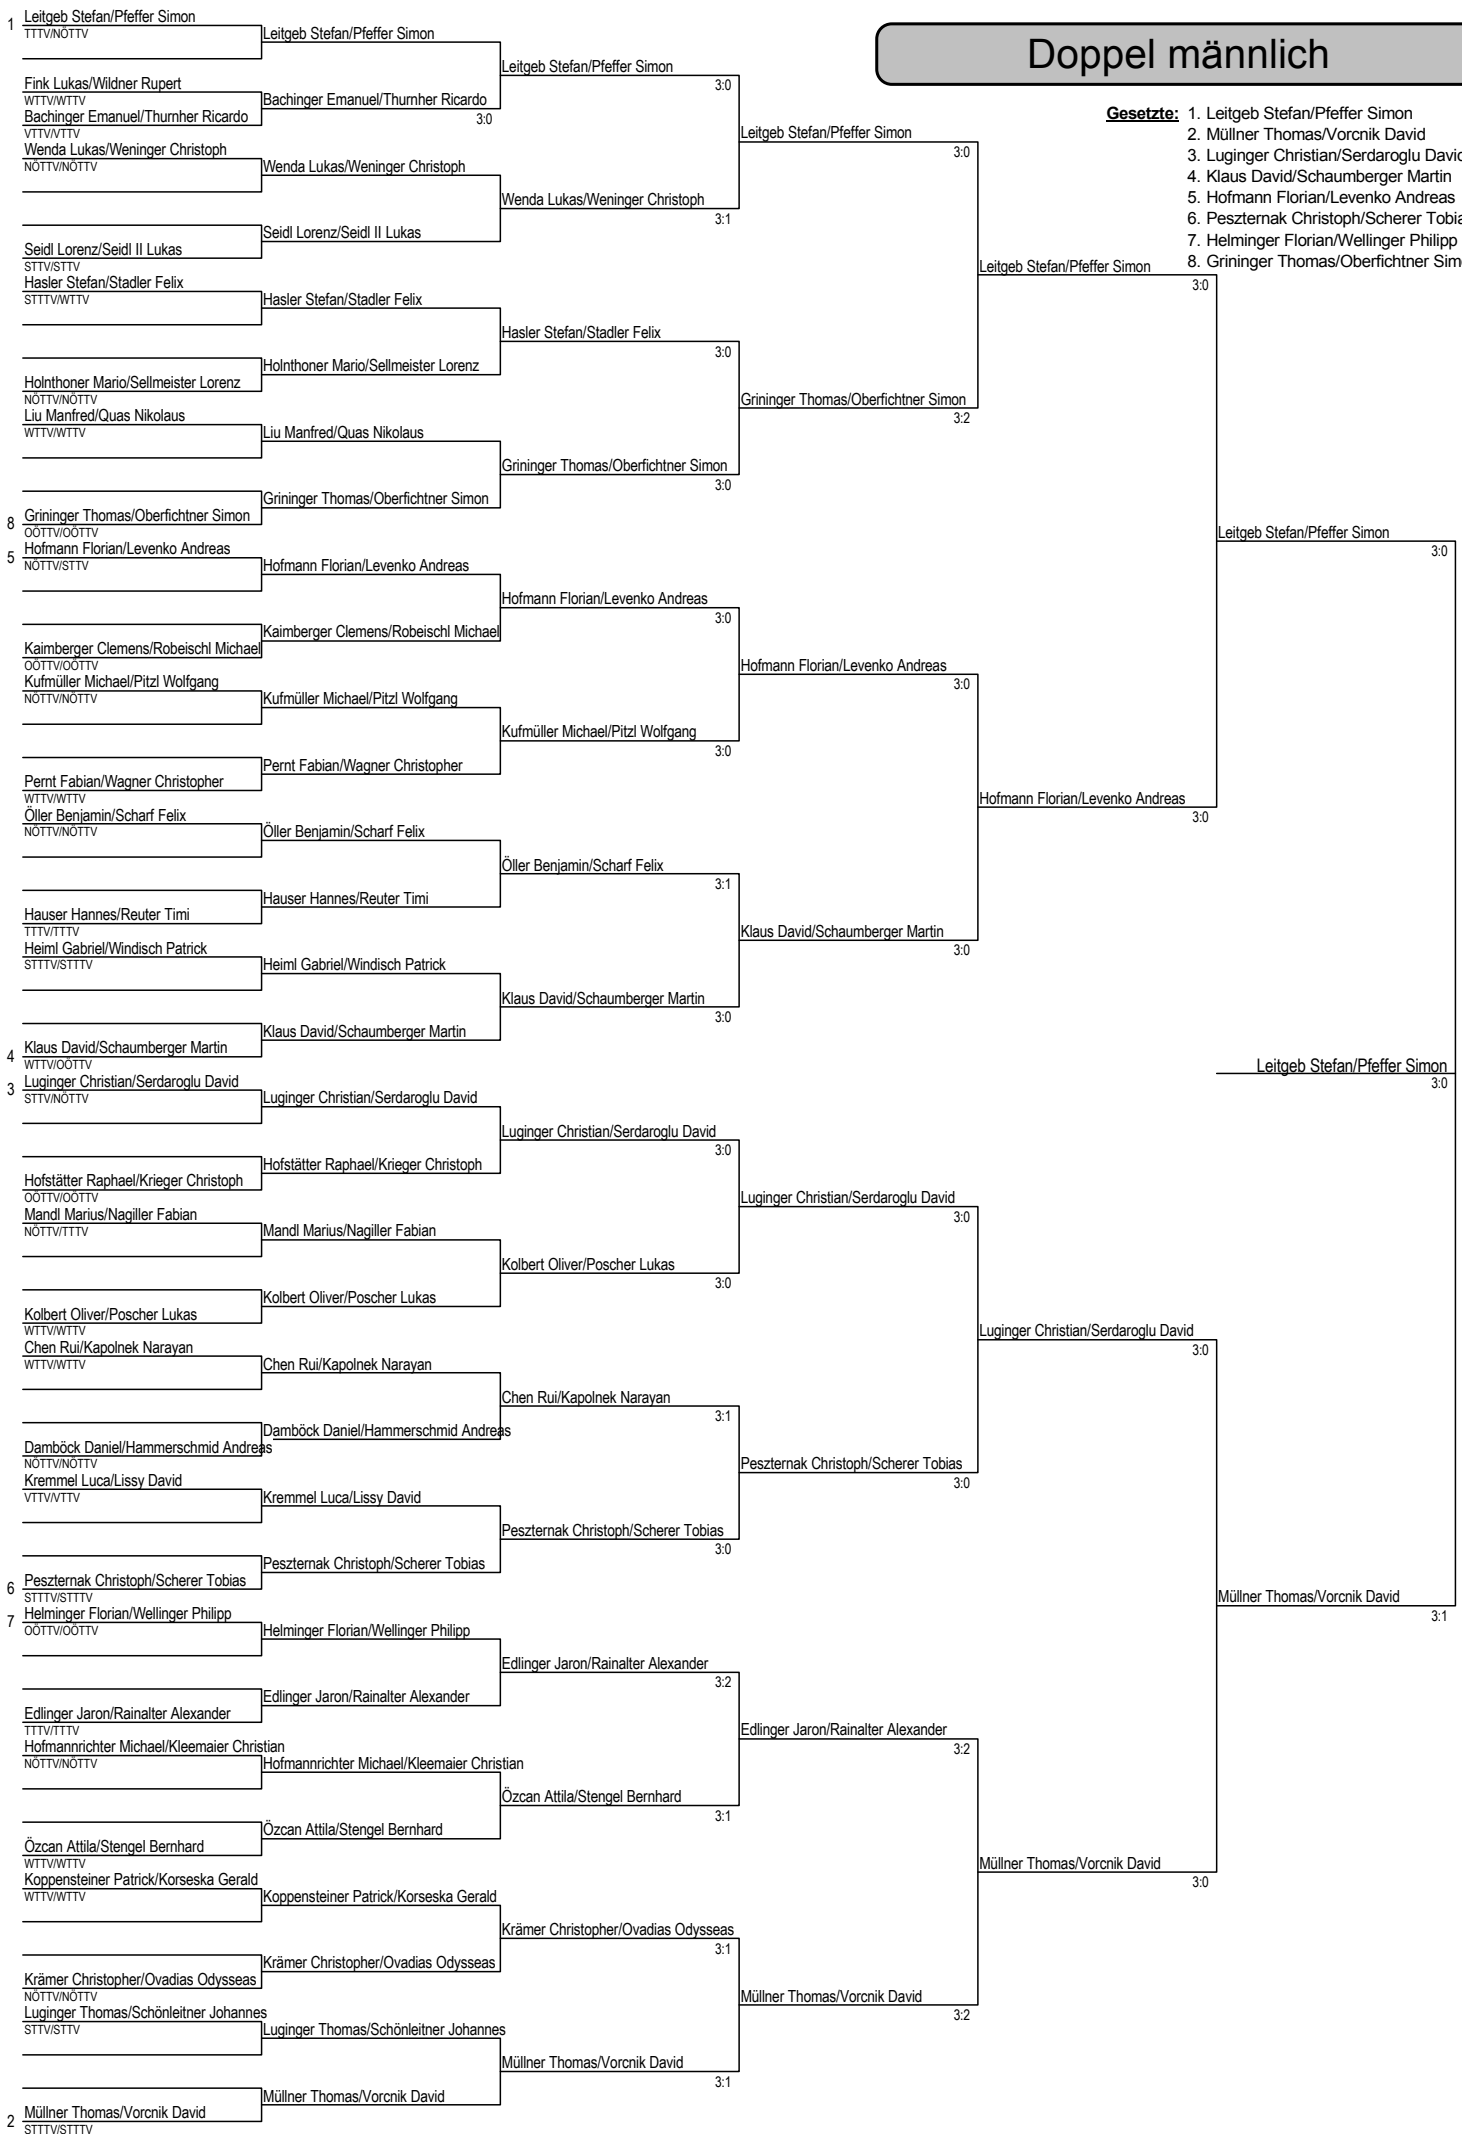 Doppel männlich
Gesetzte: 1. Leitgeb Stefan/Pfeffer Simon
2. Müllner Thomas/Vorcnik David
3. Luginger Christian/Serdaroglu David
4. Klaus David/Schaumberger Martin
5. Hofmann Florian/Levenko Andreas
6. Peszternak Christoph/Scherer Tobia
7. Helminger Florian/Wellinger Philipp
8. Grininger Thomas/Oberfichtner Sim
1 Leitgeb Stefan/Pfeffer Simon
TTTV/NÖTTV
Fink Lukas/Wildner Rupert
WTTV/WTTV
Bachinger Emanuel/Thurnher Ricardo
VTTV/VTTV
Wenda Lukas/Weninger Christoph
NÖTTV/NÖTTV
Seidl Lorenz/Seidl II Lukas
STTV/STTV
Hasler Stefan/Stadler Felix
STTTV/WTTV
Holnthoner Mario/Sellmeister Lorenz
NÖTTV/NÖTTV
Liu Manfred/Quas Nikolaus
WTTV/WTTV
8 Grininger Thomas/Oberfichtner Simon
OÖTTV/OÖTTV
5 Hofmann Florian/Levenko Andreas
NÖTTV/STTV
Kaimberger Clemens/Robeischl Michael
OÖTTV/OÖTTV
Kufmüller Michael/Pitzl Wolfgang
NÖTTV/NÖTTV
Pernt Fabian/Wagner Christopher
WTTV/WTTV
Öller Benjamin/Scharf Felix
NÖTTV/NÖTTV
Hauser Hannes/Reuter Timi
TTTV/TTTV
Heiml Gabriel/Windisch Patrick
STTTV/STTTV
4 Klaus David/Schaumberger Martin
WTTV/OÖTTV
3 Luginger Christian/Serdaroglu David
STTV/NÖTTV
Hofstätter Raphael/Krieger Christoph
OÖTTV/OÖTTV
Mandl Marius/Nagiller Fabian
NÖTTV/TTTV
Kolbert Oliver/Poscher Lukas
WTTV/WTTV
Chen Rui/Kapolnek Narayan
WTTV/WTTV
Damböck Daniel/Hammerschmid Andreas
NÖTTV/NÖTTV
Kremmel Luca/Lissy David
VTTV/VTTV
6 Peszternak Christoph/Scherer Tobias
STTTV/STTTV
7 Helminger Florian/Wellinger Philipp
OÖTTV/OÖTTV
Edlinger Jaron/Rainalter Alexander
TTTV/TTTV
Hofmannrichter Michael/Kleemaier Christian
NÖTTV/NÖTTV
Özcan Attila/Stengel Bernhard
WTTV/WTTV
Koppensteiner Patrick/Korseska Gerald
WTTV/WTTV
Krämer Christopher/Ovadias Odysseas
NÖTTV/NÖTTV
Luginger Thomas/Schönleitner Johannes
STTV/STTV
2 Müllner Thomas/Vorcnik David
STTTV/STTTV
Leitgeb Stefan/Pfeffer Simon
Bachinger Emanuel/Thurnher Ricardo
3:0
Wenda Lukas/Weninger Christoph
Seidl Lorenz/Seidl II Lukas
Hasler Stefan/Stadler Felix
Holnthoner Mario/Sellmeister Lorenz
Liu Manfred/Quas Nikolaus
Grininger Thomas/Oberfichtner Simon
Hofmann Florian/Levenko Andreas
Kaimberger Clemens/Robeischl Michael
Kufmüller Michael/Pitzl Wolfgang
Pernt Fabian/Wagner Christopher
Öller Benjamin/Scharf Felix
Hauser Hannes/Reuter Timi
Heiml Gabriel/Windisch Patrick
Klaus David/Schaumberger Martin
Luginger Christian/Serdaroglu David
Hofstätter Raphael/Krieger Christoph
Mandl Marius/Nagiller Fabian
Kolbert Oliver/Poscher Lukas
Chen Rui/Kapolnek Narayan
Damböck Daniel/Hammerschmid Andreas
Kremmel Luca/Lissy David
Peszternak Christoph/Scherer Tobias
Helminger Florian/Wellinger Philipp
Edlinger Jaron/Rainalter Alexander
Hofmannrichter Michael/Kleemaier Christian
Özcan Attila/Stengel Bernhard
Koppensteiner Patrick/Korseska Gerald
Krämer Christopher/Ovadias Odysseas
Luginger Thomas/Schönleitner Johannes
Müllner Thomas/Vorcnik David
Leitgeb Stefan/Pfeffer Simon
3:0
Wenda Lukas/Weninger Christoph
3:1
Hasler Stefan/Stadler Felix
3:0
Grininger Thomas/Oberfichtner Simon
3:0
Hofmann Florian/Levenko Andreas
3:0
Kufmüller Michael/Pitzl Wolfgang
3:0
Öller Benjamin/Scharf Felix
3:1
Klaus David/Schaumberger Martin
3:0
Luginger Christian/Serdaroglu David
3:0
Kolbert Oliver/Poscher Lukas
3:0
Chen Rui/Kapolnek Narayan
3:1
Peszternak Christoph/Scherer Tobias
3:0
Edlinger Jaron/Rainalter Alexander
3:2
Özcan Attila/Stengel Bernhard
3:1
Krämer Christopher/Ovadias Odysseas
3:1
Müllner Thomas/Vorcnik David
3:1
Leitgeb Stefan/Pfeffer Simon
3:0
Grininger Thomas/Oberfichtner Simon
3:2
Hofmann Florian/Levenko Andreas
3:0
Klaus David/Schaumberger Martin
3:0
Luginger Christian/Serdaroglu David
3:0
Peszternak Christoph/Scherer Tobias
3:0
Edlinger Jaron/Rainalter Alexander
3:2
Müllner Thomas/Vorcnik David
3:2
Leitgeb Stefan/Pfeffer Simon
3:0
Hofmann Florian/Levenko Andreas
3:0
Luginger Christian/Serdaroglu David
3:0
Müllner Thomas/Vorcnik David
3:0
Leitgeb Stefan/Pfeffer Simon
3:0
Müllner Thomas/Vorcnik David
3:1
Leitgeb Stefan/Pfeffer Simon
3:0